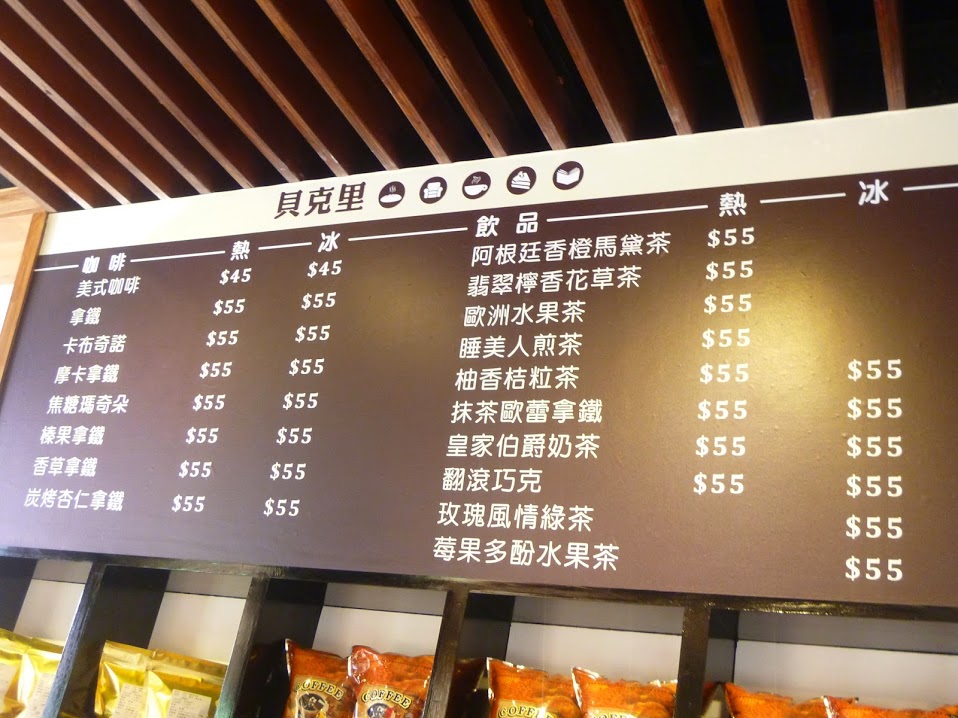 貝克里
咖啡 熱 冰
美式咖啡 $45 $45
拿鐵 $55 $55
卡布奇諾 $55 $55
摩卡拿鐵 $55 $55
焦糖瑪奇朵 $55 $55
榛果拿鐵 $55 $55
香草拿鐵 $55 $55
炭烤杏仁拿鐵 $55 $55
飲品 熱 冰
阿根廷香橙馬黛茶 $55
翡翠檸香花草茶 $55
歐洲水果茶 $55
睡美人煎茶 $55
柚香桔粒茶 $55 $55
抹茶歐蕾拿鐵 $55 $55
皇家伯爵奶茶 $55 $55
翻滾巧克 $55 $55
玫瑰風情綠茶 $55
莓果多酚水果茶 $55
COFFEE
COFFEE
COFFEE
COFFEE